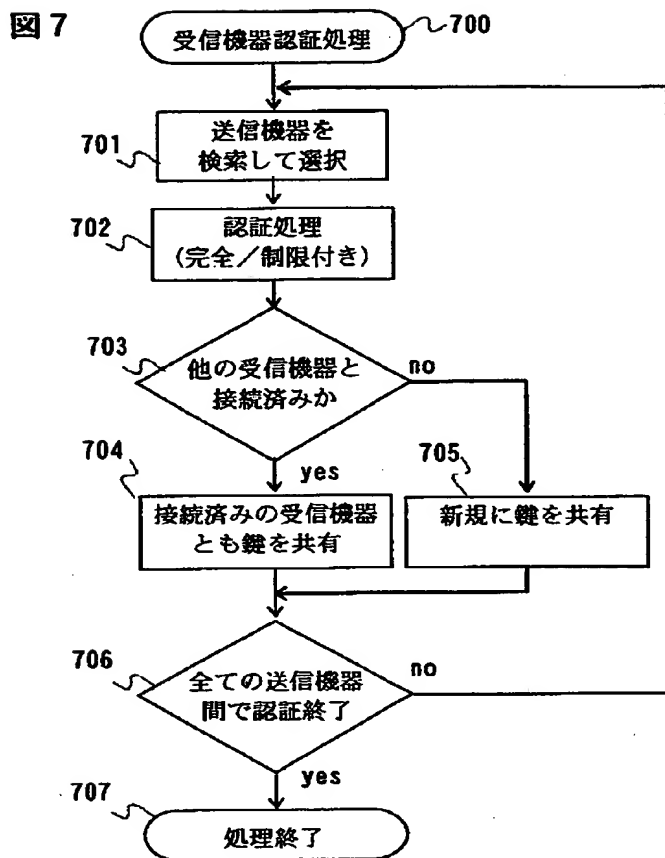 図7
受信機器認証処理
700
701
送信機器を
検索して選択
702
認証処理
(完全/制限付き)
703
他の受信機器と
接続済みか
no
yes
704
接続済みの受信機器
とも鍵を共有
705
新規に鍵を共有
706
全ての送信機器
間で認証終了
no
yes
707
処理終了